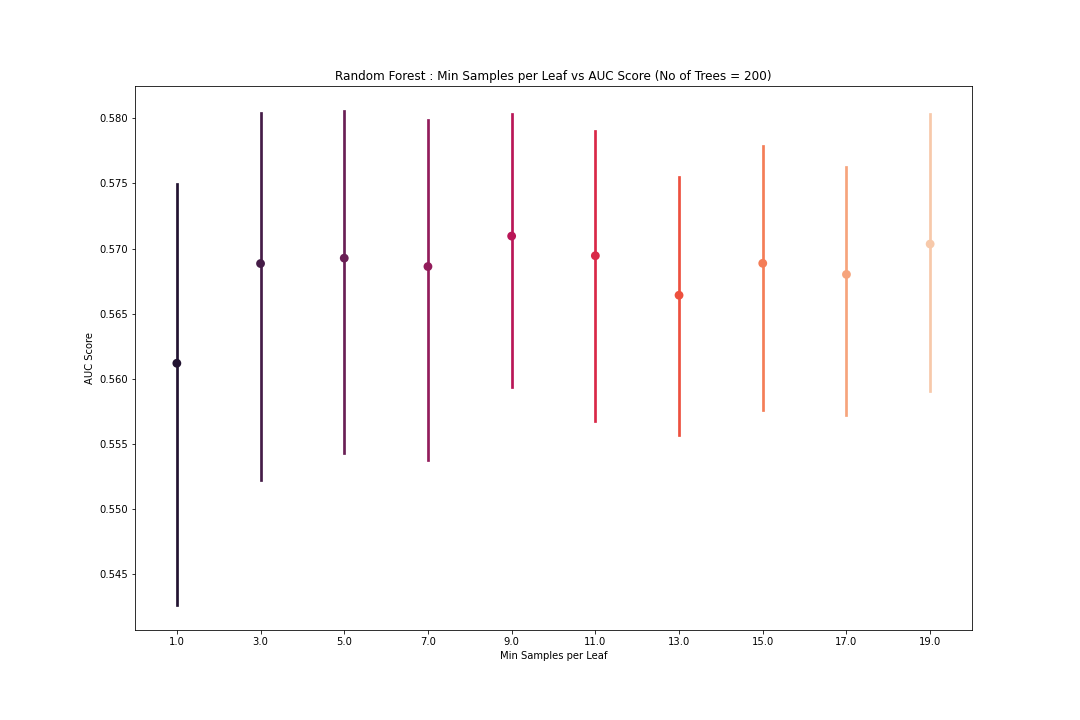 Random Forest : Min Samples per Leaf vs AUC Score (No of Trees = 200)
AUC Score
0.580
0.575
0.570
0.565
0.560
0.555
0.550
0.545
1.0 3.0 5.0 7.0 9.0 11.0 13.0 15.0 17.0 19.0
Min Samples per Leaf